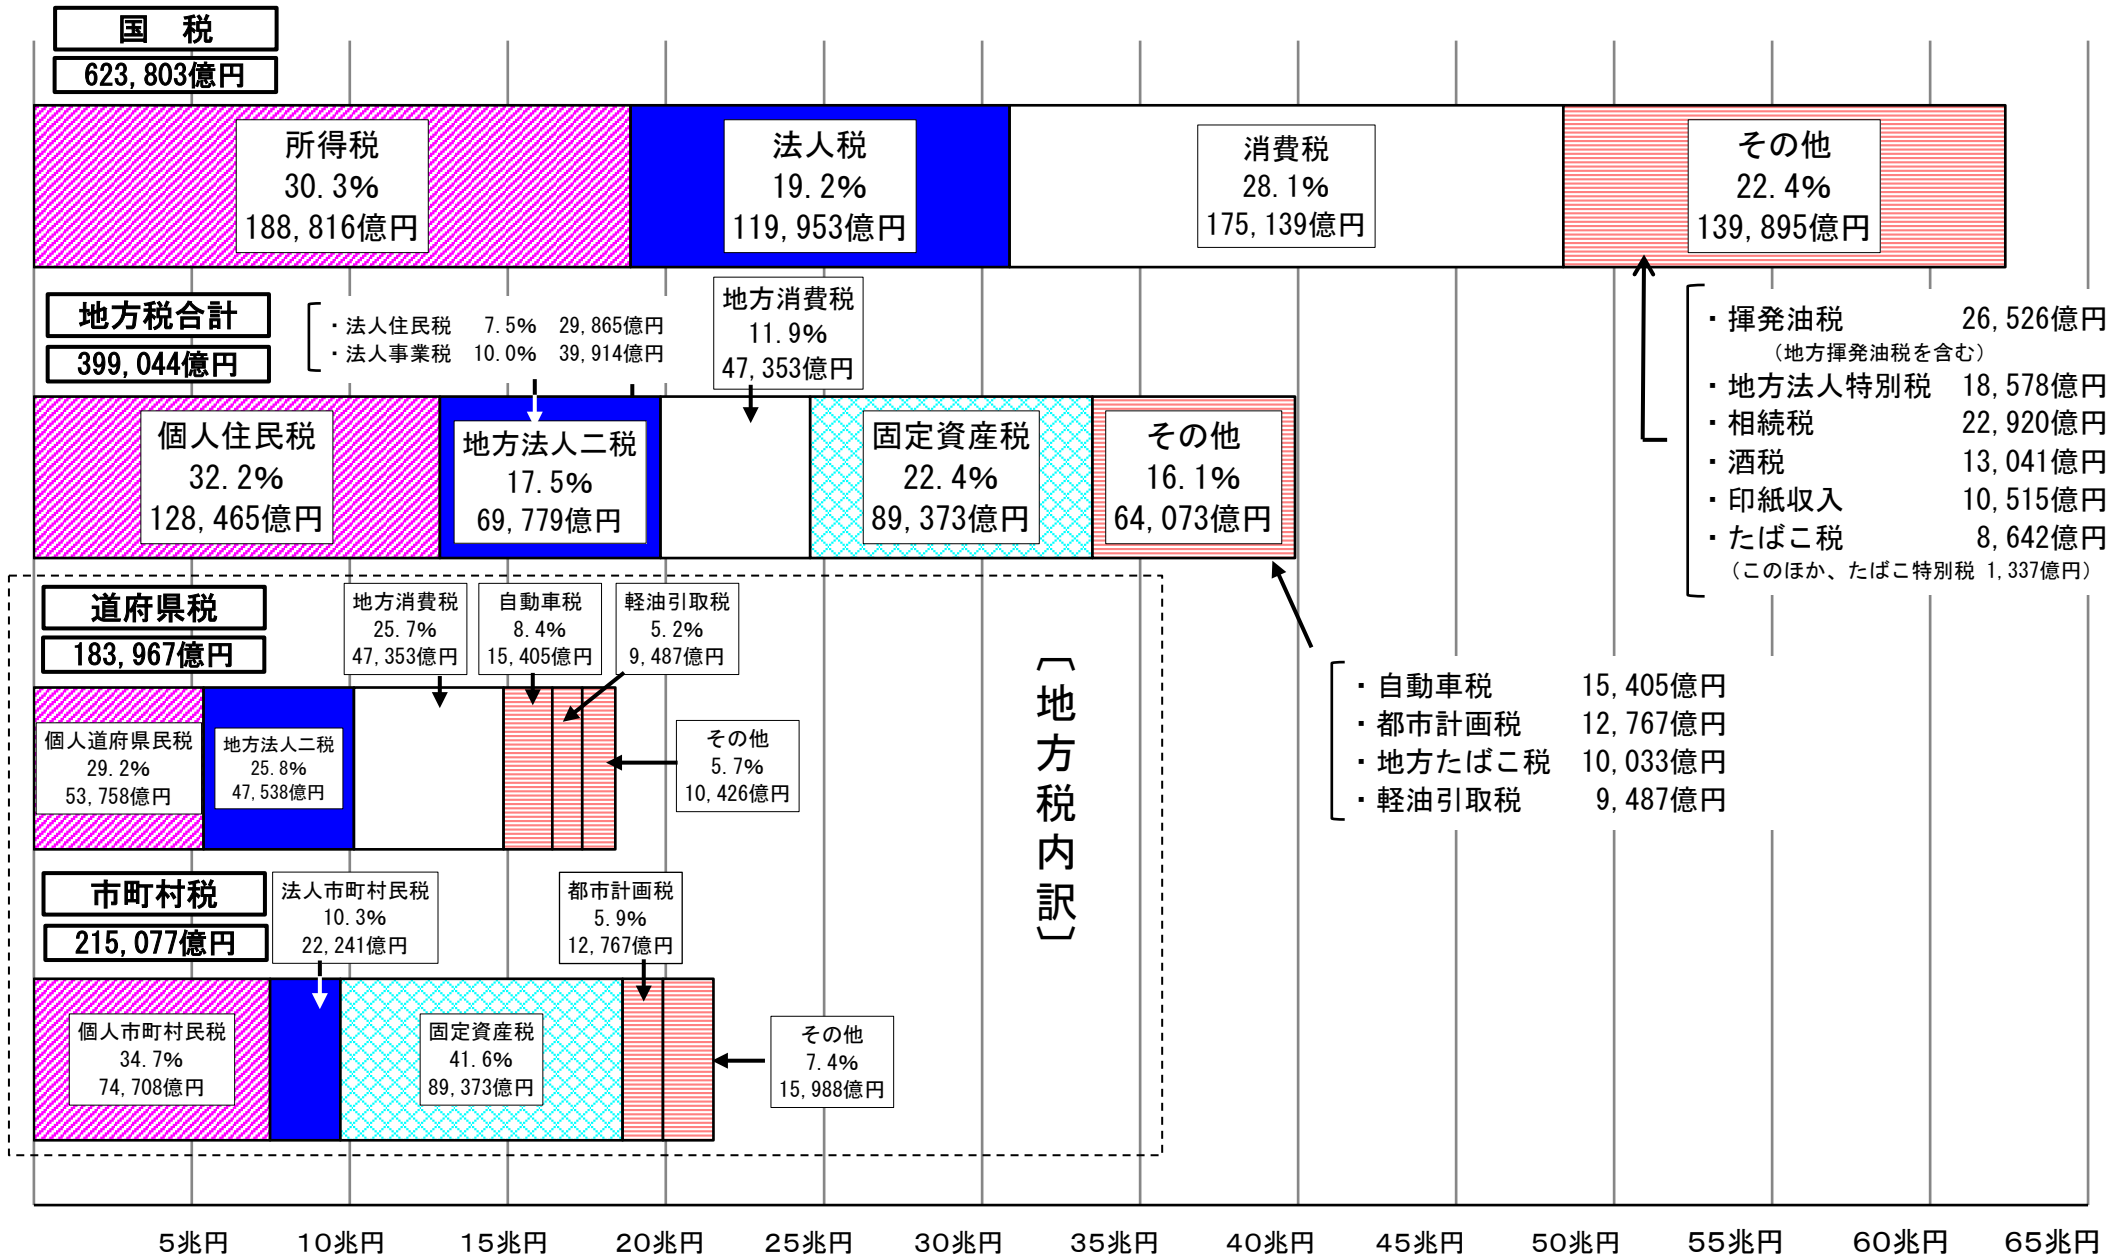 国　税
623,803億円
所得税
30.3%
188,816億円
法人税
19.2%
119,953億円
消費税
28.1%
175,139億円
その他
22.4%
139,895億円
・揮発油税 26,526億円
（地方揮発油税を含む）
・地方法人特別税 18,578億円
・相続税 22,920億円
・酒税 13,041億円
・印紙収入 10,515億円
・たばこ税 8,642億円
（このほか、たばこ特別税 1,337億円）
地方税合計
399,044億円
・法人住民税 7.5% 29,865億円
・法人事業税 10.0% 39,914億円
地方消費税
11.9%
47,353億円
個人住民税
32.2%
128,465億円
地方法人二税
17.5%
69,779億円
固定資産税
22.4%
89,373億円
その他
16.1%
64,073億円
・自動車税 15,405億円
・都市計画税 12,767億円
・地方たばこ税 10,033億円
・軽油引取税 9,487億円
道府県税
183,967億円
地方消費税
25.7%
47,353億円
自動車税
8.4%
15,405億円
軽油引取税
5.2%
9,487億円
個人道府県民税
29.2%
53,758億円
地方法人二税
25.8%
47,538億円
その他
5.7%
10,426億円
〔地方税内訳〕
市町村税
215,077億円
法人市町村民税
10.3%
22,241億円
都市計画税
5.9%
12,767億円
個人市町村民税
34.7%
74,708億円
固定資産税
41.6%
89,373億円
その他
7.4%
15,988億円
5兆円 10兆円 15兆円 20兆円 25兆円 30兆円 35兆円 40兆円 45兆円 50兆円 55兆円 60兆円 65兆円